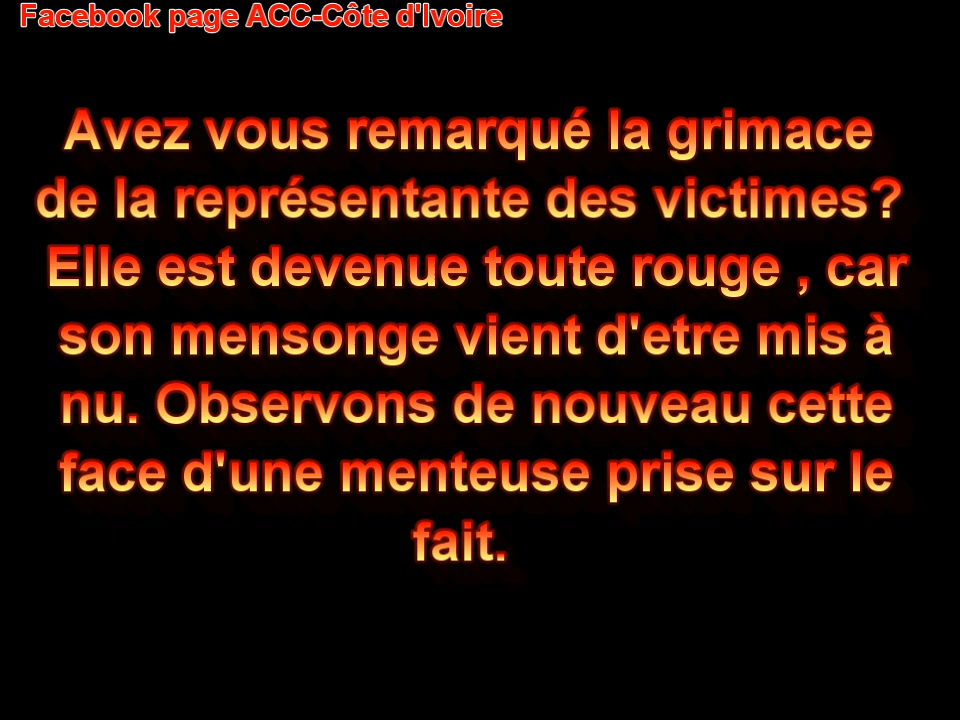 Facebook page ACC-Côte d'Ivoire
Avez vous remarqué la grimace
de la représentante des victimes?
Elle est devenue toute rouge , car
son mensonge vient d'etre mis à
nu. Observons de nouveau cette
face d'une menteuse prise sur le
fait.